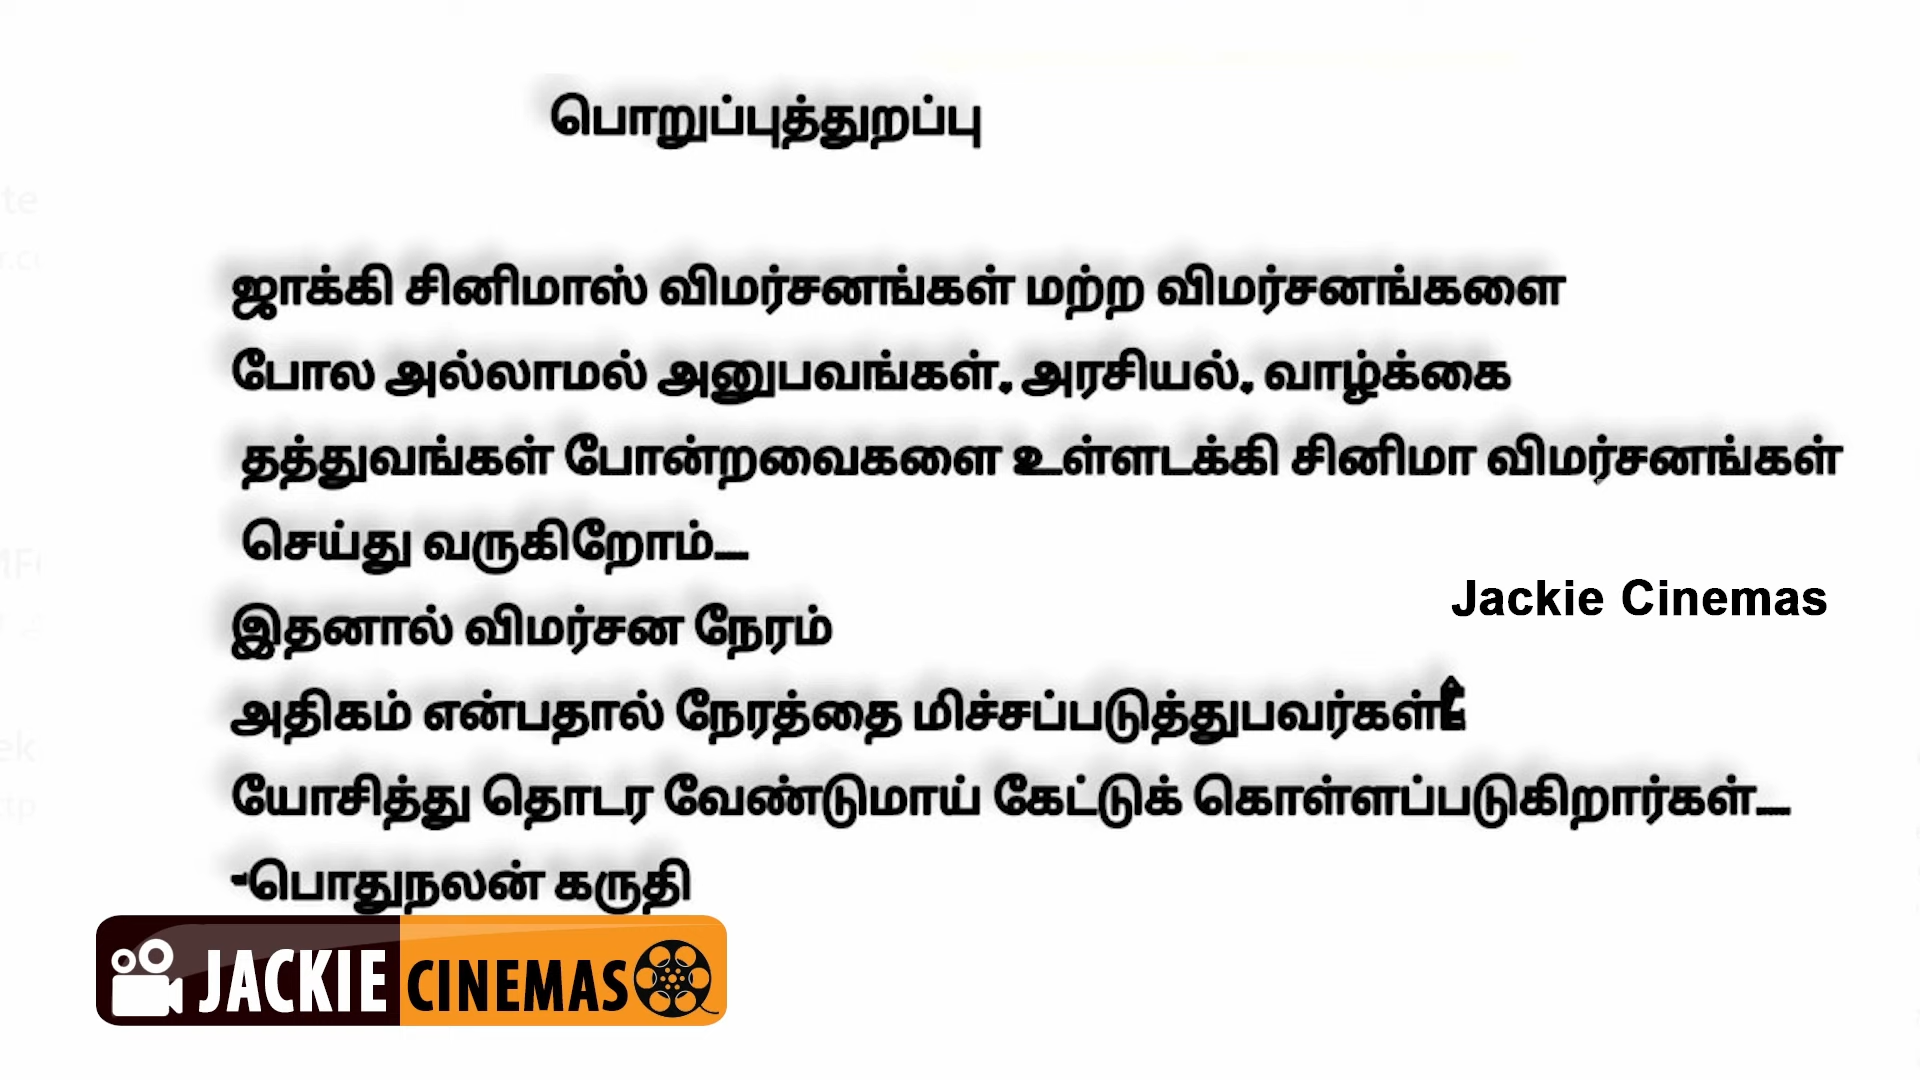 பொறுப்புத்துறப்பு
ஜாக்கி சினிமாஸ் விமர்சனங்கள் மற்ற விமர்சனங்களை
போல அல்லாமல் அனுபவங்கள், அரசியல், வாழ்க்கை
தத்துவங்கள் போன்றவைகளை உள்ளடக்கி சினிமா விமர்சனங்கள்
செய்து வருகிறோம்...
Jackie Cinemas
இதனால் விமர்சன நேரம்
அதிகம் என்பதால் நேரத்தை மிச்சப்படுத்துபவர்கள்
யோசித்து தொடர வேண்டுமாய் கேட்டுக் கொள்ளப்படுகிறார்கள்...
-பொதுநலன் கருதி
JACKIE CINEMAS